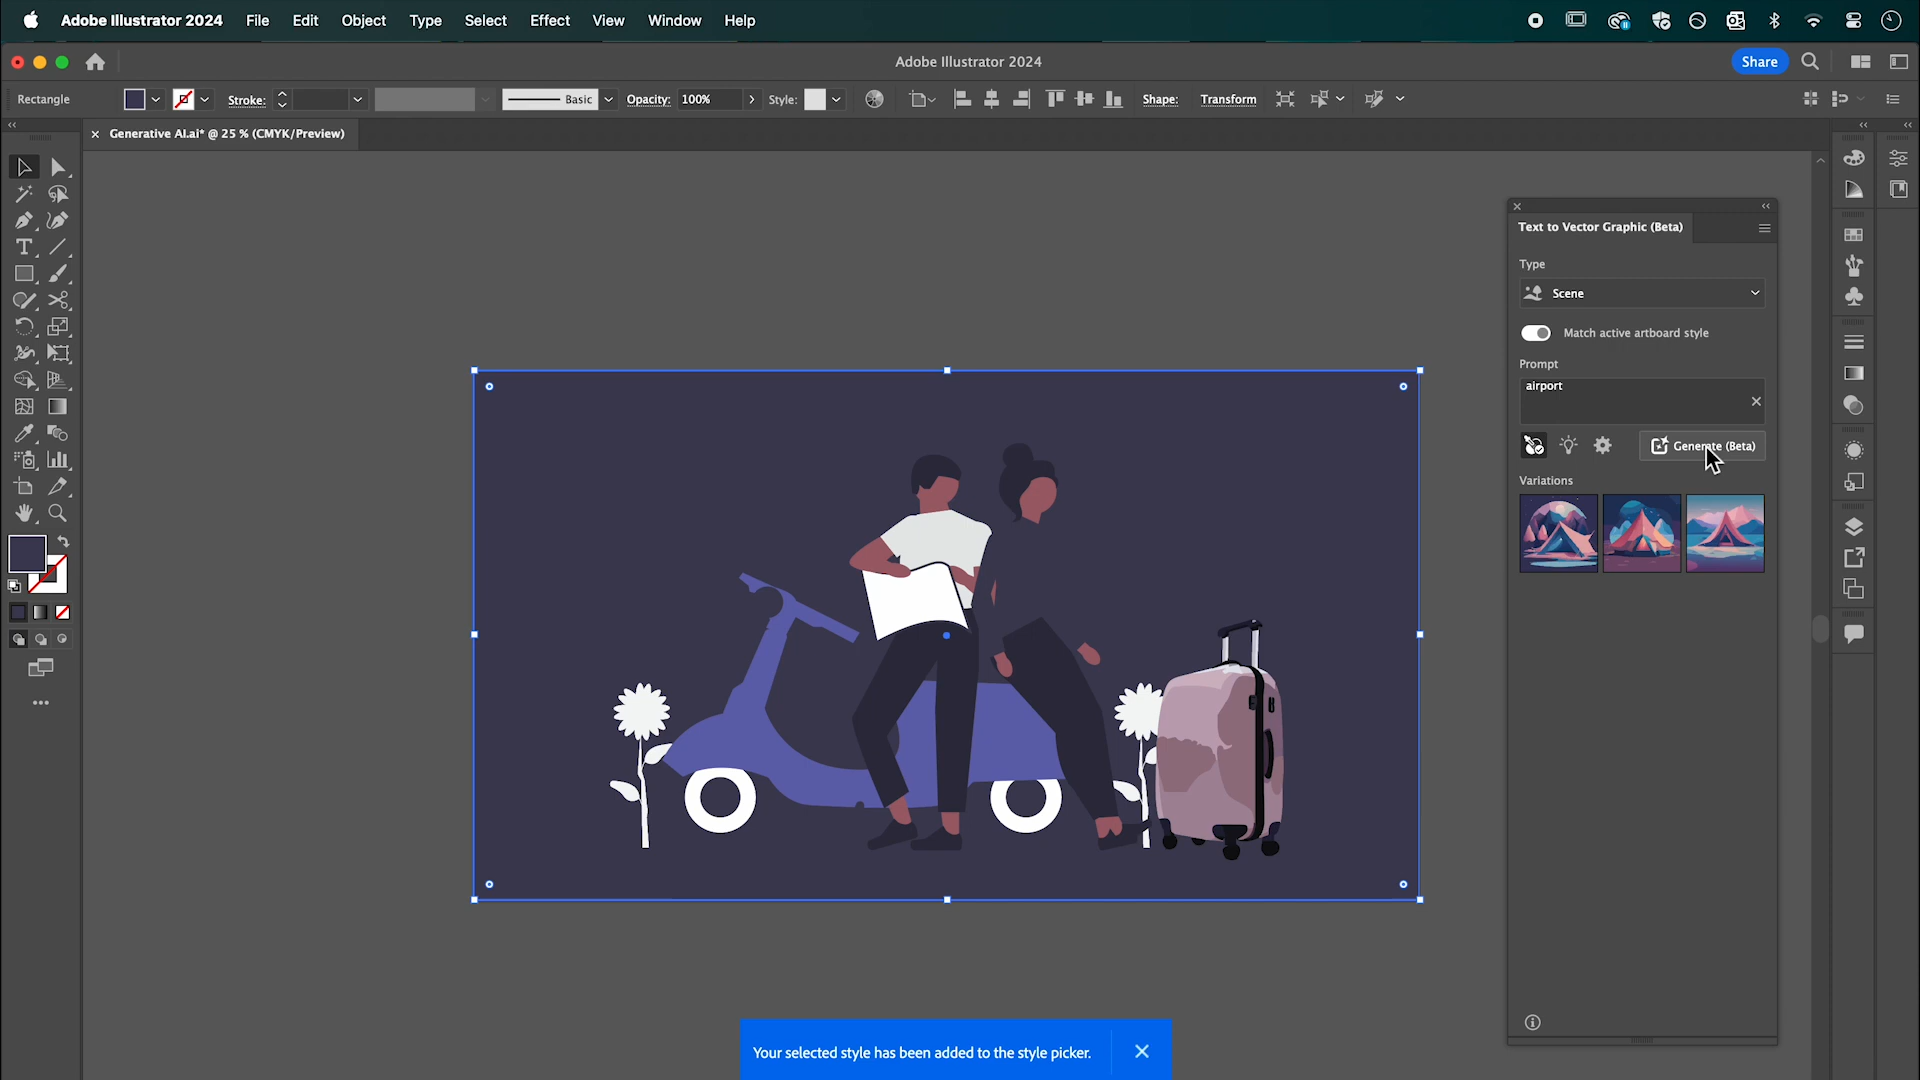 Adobe Illustrator 2024 File Edit Object Type Select Effect View Window Help
Adobe Illustrator 2024
Share
Rectangle Stroke: Basic Opacity: 100% Style: Shape: Transform
Generative AI.ai* @ 25 % (CMYK/Preview)
Text to Vector Graphic (Beta)
Type
Scene
Match active artboard style
Prompt
airport
Generate (Beta)
Variations
Your selected style has been added to the style picker.